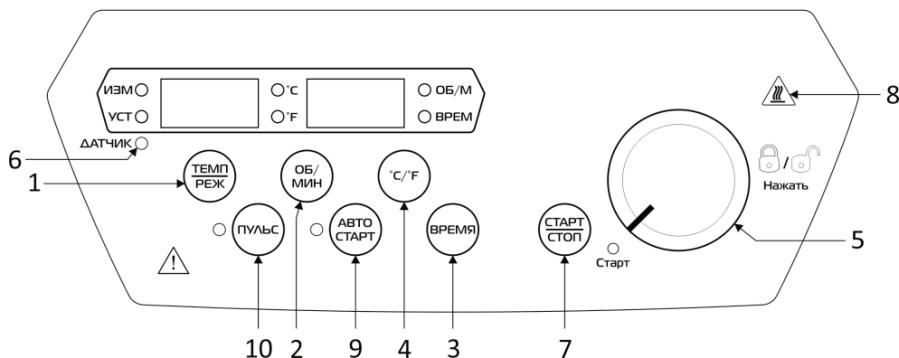 ИЗМ
°C
ОБ/М
УСТ
°F
ВРЕМ
ДАТЧИК
6
1
ТЕМП
РЕЖ
ОБ/
МИН
°C/°F
8
Нажать
ПУЛЬС
АВТО
СТАРТ
ВРЕМЯ
СТАРТ
СТОП
5
Старт
10
2
9
4
3
7